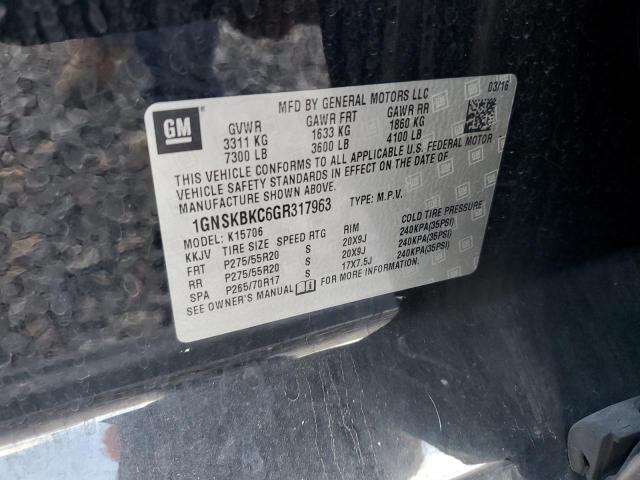 MFD BY GENERAL MOTORS LLC 03/16
GM
GVWR GAWR FRT GAWR RR
3311 KG 1633 KG 1860 KG
7300 LB 3600 LB 4100 LB
THIS VEHICLE CONFORMS TO ALL APPLICABLE U.S. FEDERAL MOTOR
VEHICLE SAFETY STANDARDS IN EFFECT ON THE DATE OF
MANUFACTURE SHOWN ABOVE.
1GNSKBKC6GR317963 TYPE: M.P.V.
MODEL: K15706
KKJV TIRE SIZE SPEED RTG RIM COLD TIRE PRESSURE
FRT P275/55R20 S 20X9J 240KPA(35PSI)
RR P275/55R20 S 20X9J 240KPA(35PSI)
SPA P265/70R17 S 17X7.5J 240KPA(35PSI)
SEE OWNER'S MANUAL